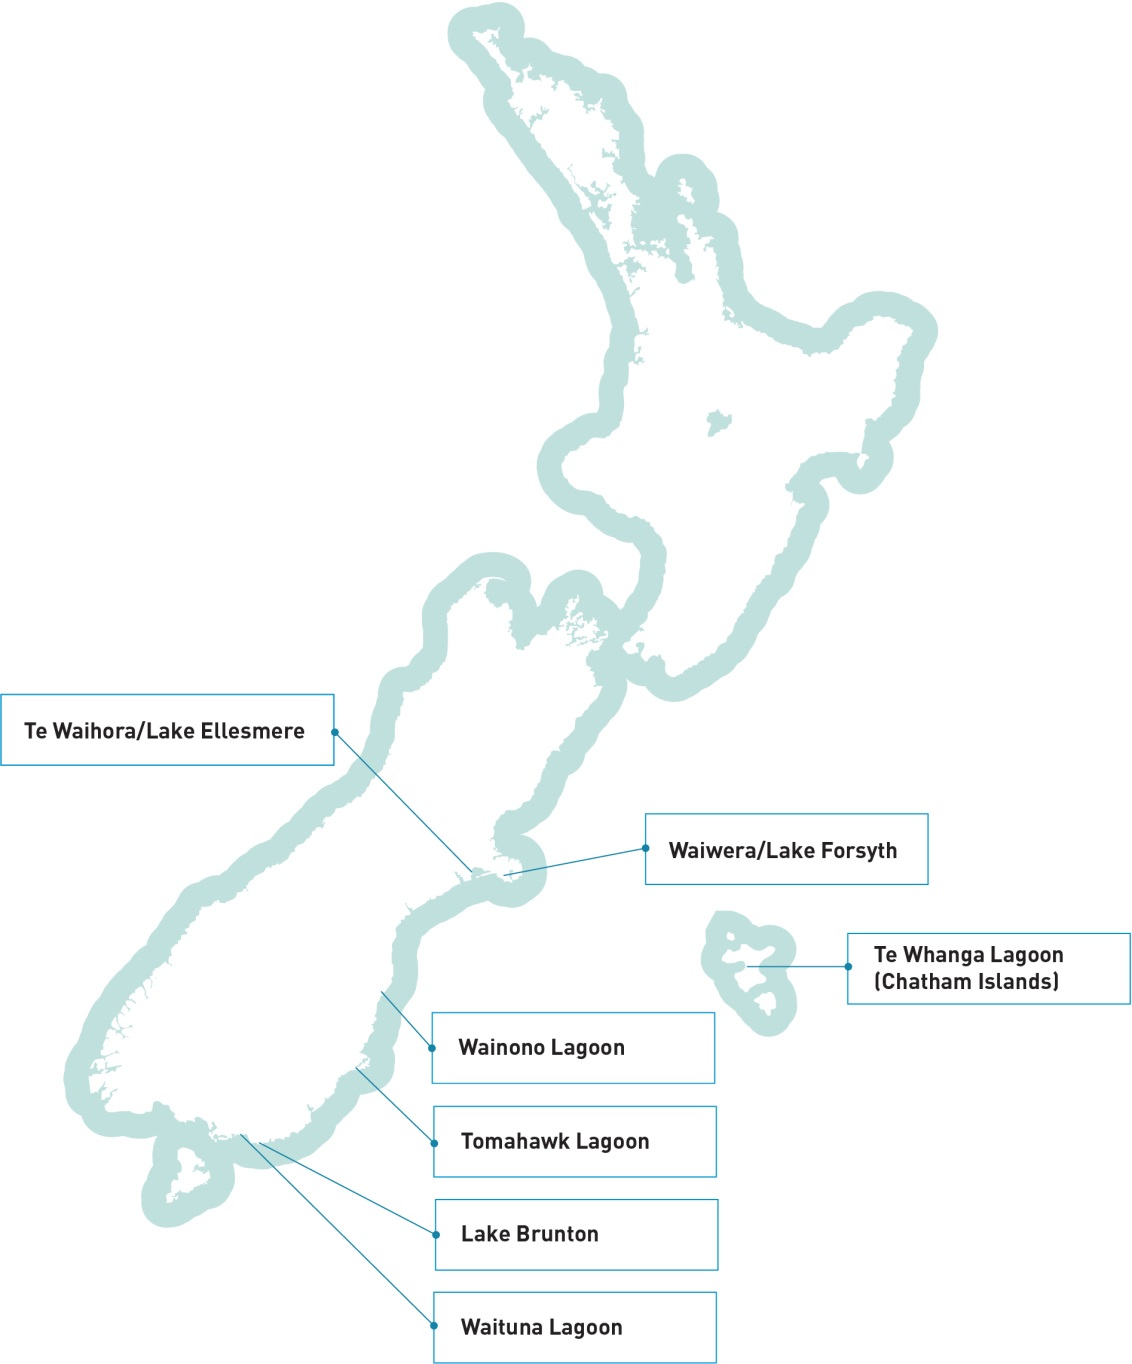 Te Waihora/Lake Ellesmere
Waiwera/Lake Forsyth
Te Whanga Lagoon
(Chatham Islands)
Wainono Lagoon
Tomahawk Lagoon
Lake Brunton
Waituna Lagoon